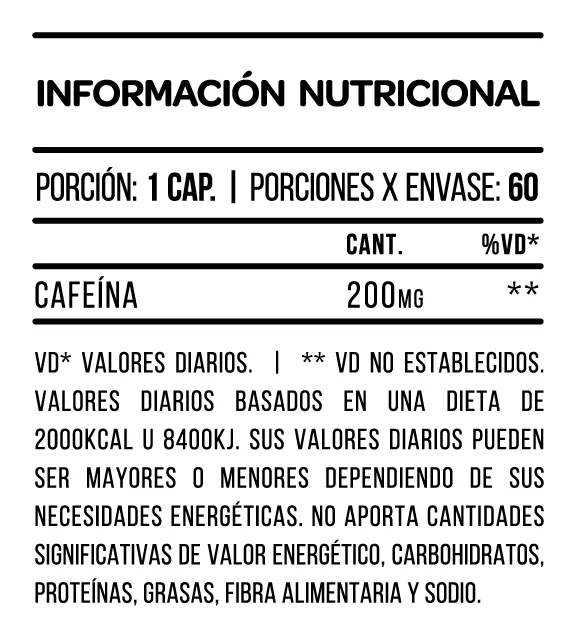 INFORMACIÓN NUTRICIONAL
PORCIÓN: 1 CAP. | PORCIONES X ENVASE: 60
CANT. %VD*
CAFEÍNA 200MG **
VD* VALORES DIARIOS. | ** VD NO ESTABLECIDOS.
VALORES DIARIOS BASADOS EN UNA DIETA DE
2000KCAL U 8400KJ. SUS VALORES DIARIOS PUEDEN
SER MAYORES O MENORES DEPENDIENDO DE SUS
NECESIDADES ENERGÉTICAS. NO APORTA CANTIDADES
SIGNIFICATIVAS DE VALOR ENERGÉTICO, CARBOHIDRATOS,
PROTEÍNAS, GRASAS, FIBRA ALIMENTARIA Y SODIO.